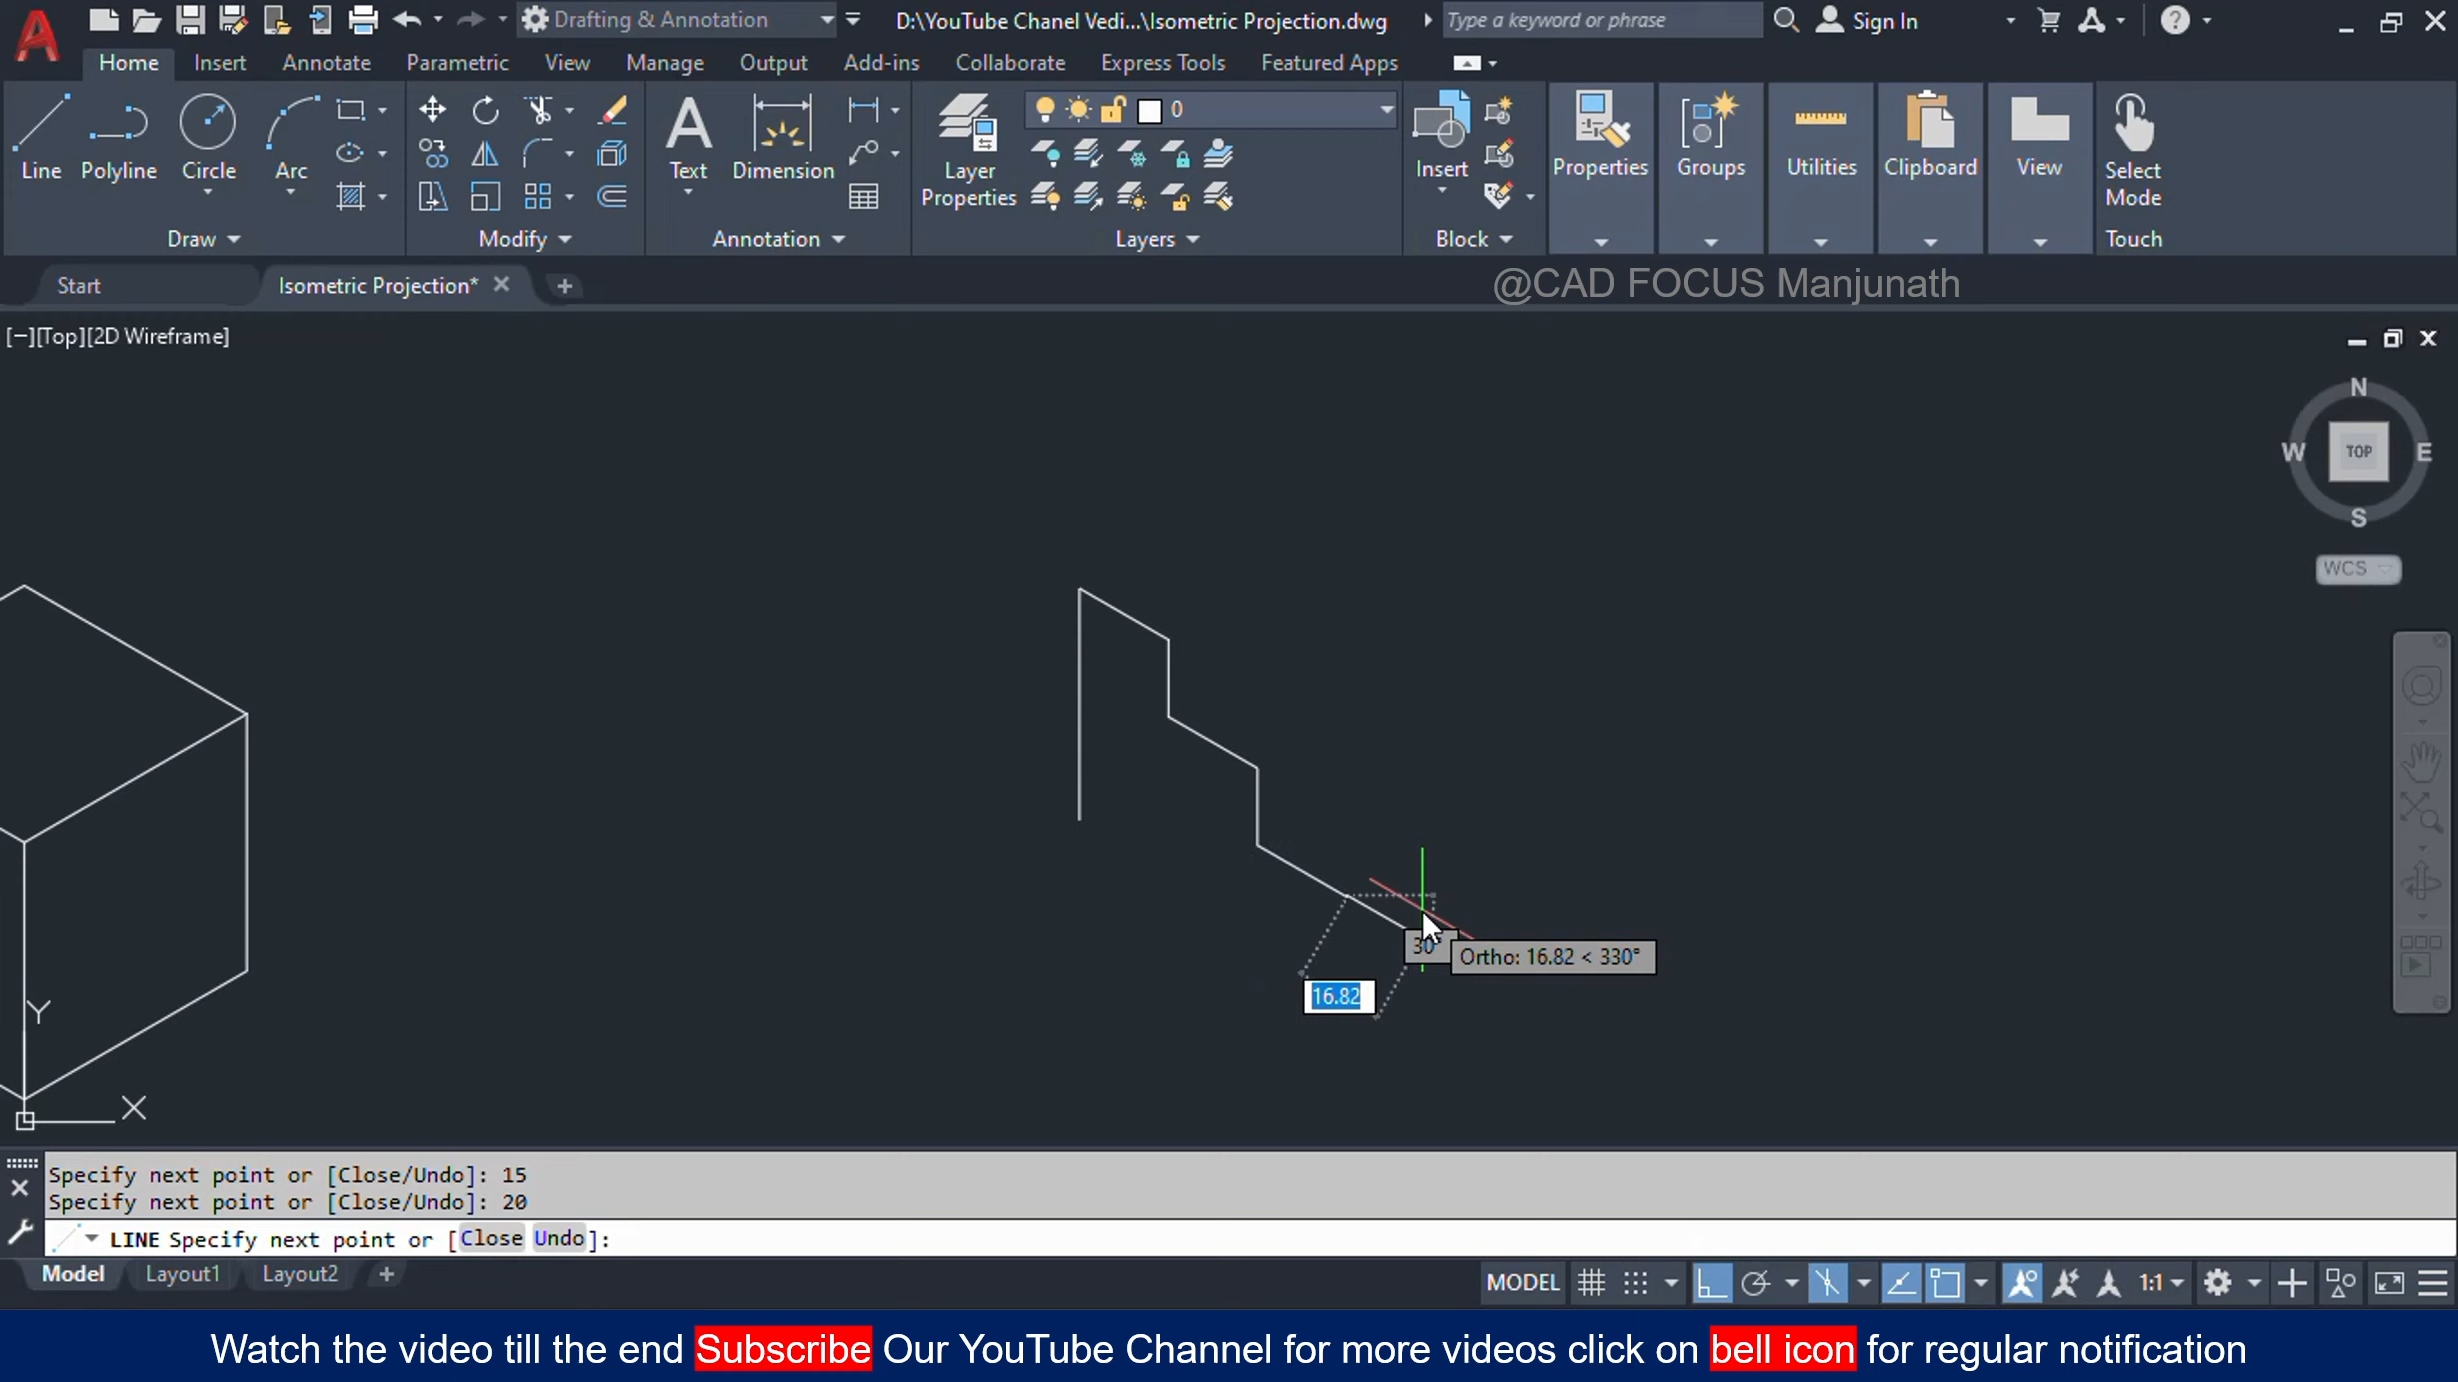 Drafting & Annotation
D:\YouTube Chanel Vedi...\Isometric Projection.dwg
Type a keyword or phrase
Sign In
Home Insert Annotate Parametric View Manage Output Add-ins Collaborate Express Tools Featured Apps
0
Line Polyline Circle Arc Text Dimension Layer Properties Insert Properties Groups Utilities Clipboard View Select Mode
Draw Modify Annotation Layers Block Touch
Start Isometric Projection*
@CAD FOCUS Manjunath
[−][Top][2D Wireframe]
N
W TOP E
S
WCS
30°
Ortho: 16.82 < 330°
16.82
Y
X
Specify next point or [Close/Undo]: 15
Specify next point or [Close/Undo]: 20
LINE Specify next point or [Close Undo]:
Model Layout1 Layout2
MODEL 1:1
Watch the video till the end Subscribe Our YouTube Channel for more videos click on bell icon for regular notification